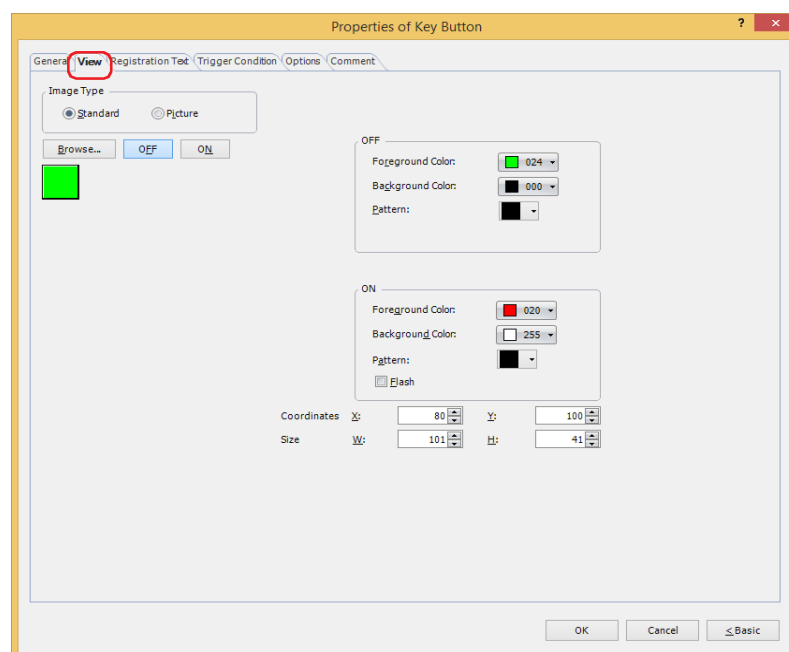 Properties of Key Button
? ×
General View Registration Text Trigger Condition Options Comment
Image Type
Standard Picture
Browse... OFF ON
OFF
Foreground Color: 024
Background Color: 000
Pattern:
ON
Foreground Color: 020
Background Color: 255
Pattern:
Flash
Coordinates X: 80 Y: 100
Size W: 101 H: 41
OK Cancel < Basic